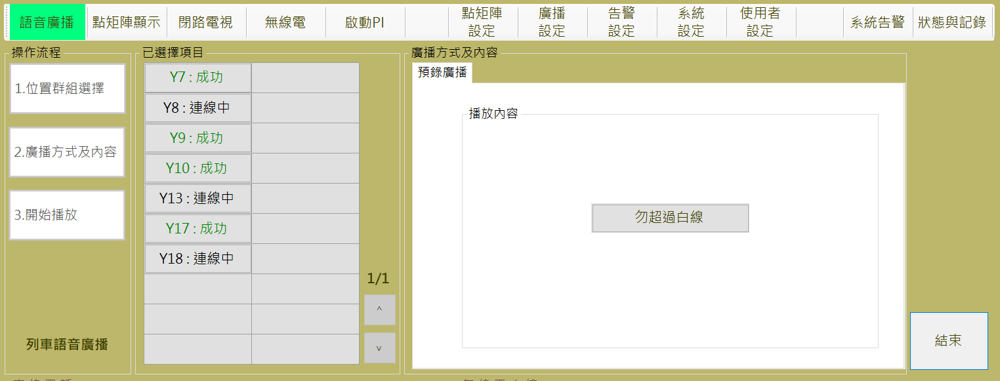 語音廣播
點矩陣顯示
閉路電視
無線電
啟動PI
點矩陣
設定
廣播
設定
告警
設定
系統
設定
使用者
設定
系統告警
狀態與記錄
操作流程
1.位置群組選擇
2.廣播方式及內容
3.開始播放
列車語音廣播
已選擇項目
Y7 : 成功
Y8 : 連線中
Y9 : 成功
Y10 : 成功
Y13 : 連線中
Y17 : 成功
Y18 : 連線中
1/1
^
v
廣播方式及內容
預錄廣播
播放內容
勿超過白線
結束